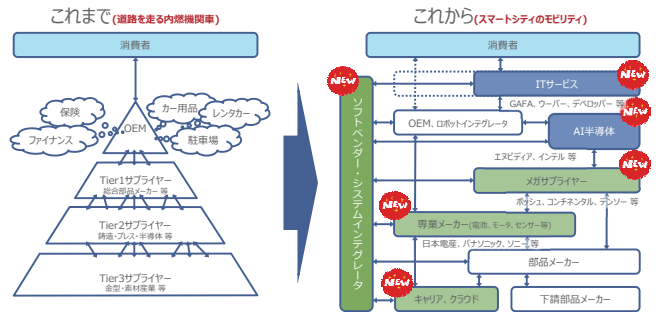 これまで(道路を走る内燃機関車)
消費者
保険
ファイナンス
OEM
カー用品
レンタカー
駐車場
Tier1サプライヤー
総合部品メーカー 等
Tier2サプライヤー
鋳造・プレス・半導体 等
Tier3サプライヤー
金型・素材産業 等
これから(スマートシティのモビリティ)
消費者
NEW
ソフトベンダー・システムインテグレータ
NEW
ITサービス
GAFA、ウーバー、デベロッパー 等
NEW
OEM、ロボットインテグレータ
AI半導体
エヌビディア、インテル 等
NEW
メガサプライヤー
ボッシュ、コンチネンタル、デンソー 等
NEW
専業メーカー(電池、モータ、センサー等)
日本電産、パナソニック、ソニー 等
部品メーカー
NEW
キャリア、クラウド
下請部品メーカー